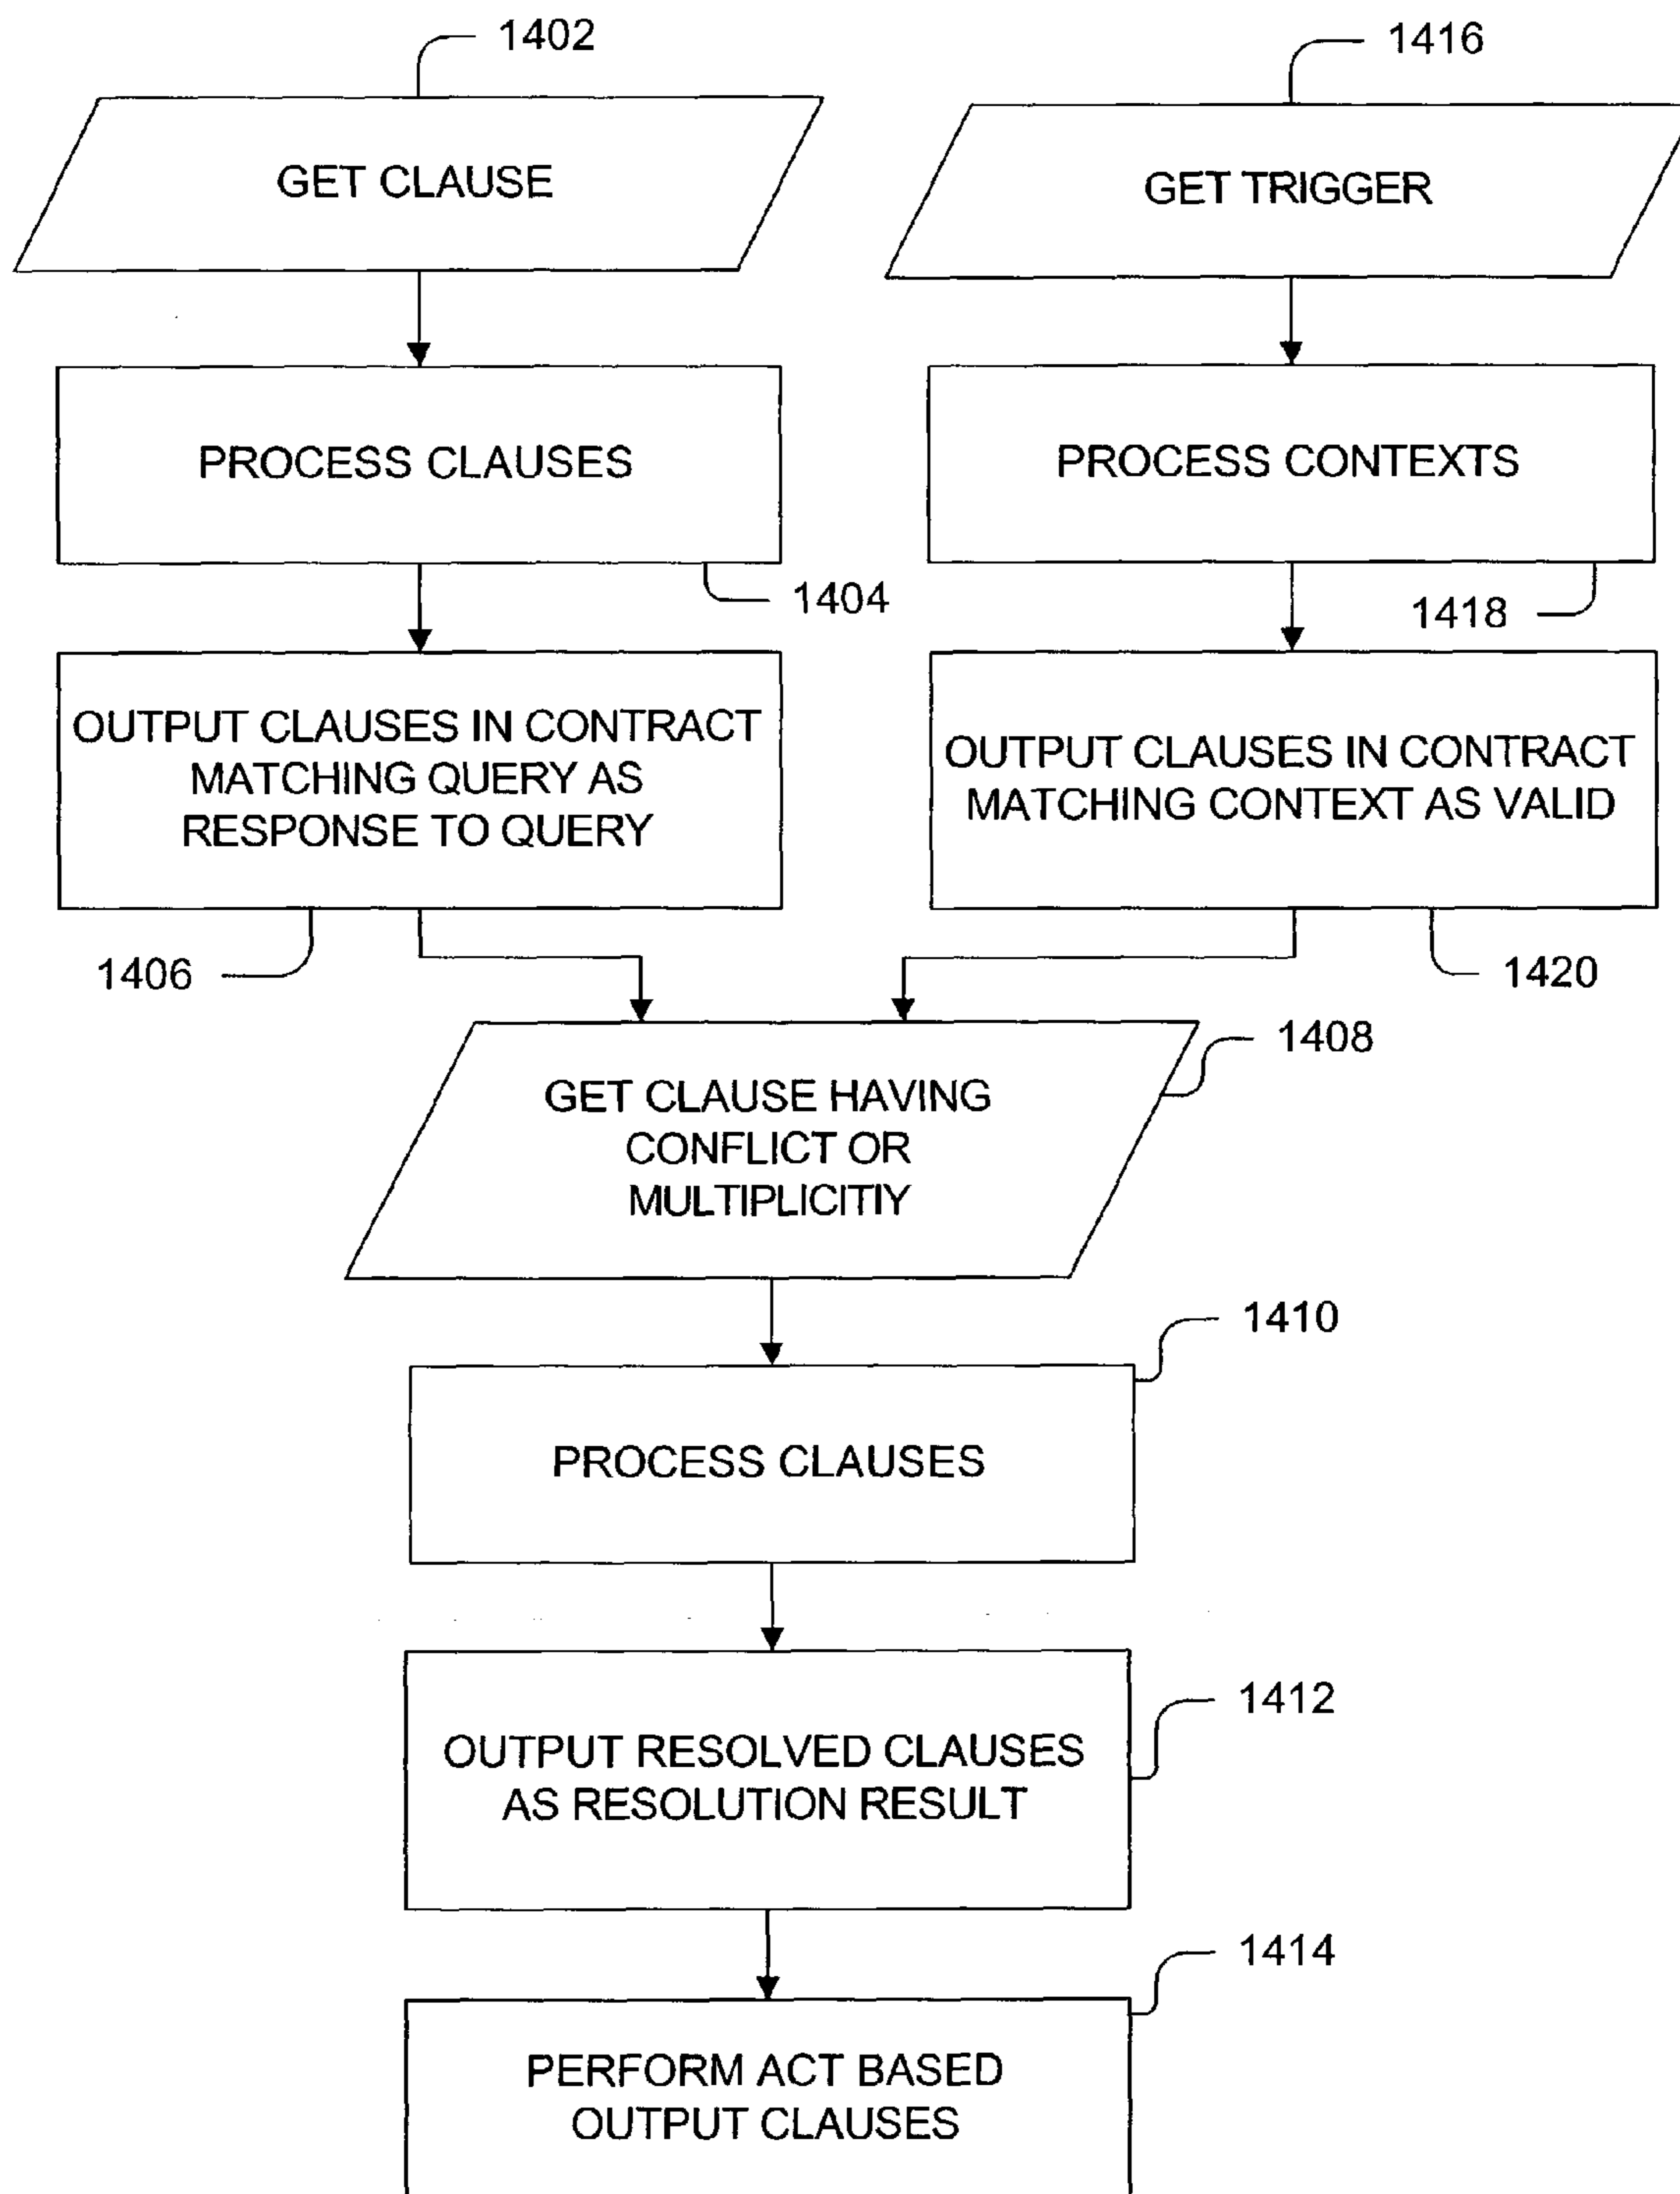 1402
1416
GET CLAUSE
GET TRIGGER
PROCESS CLAUSES
PROCESS CONTEXTS
1404
1418
OUTPUT CLAUSES IN CONTRACT
MATCHING QUERY AS
RESPONSE TO QUERY
OUTPUT CLAUSES IN CONTRACT
MATCHING CONTEXT AS VALID
1406
1420
1408
GET CLAUSE HAVING
CONFLICT OR
MULTIPLICITIY
1410
PROCESS CLAUSES
1412
OUTPUT RESOLVED CLAUSES
AS RESOLUTION RESULT
1414
PERFORM ACT BASED
OUTPUT CLAUSES